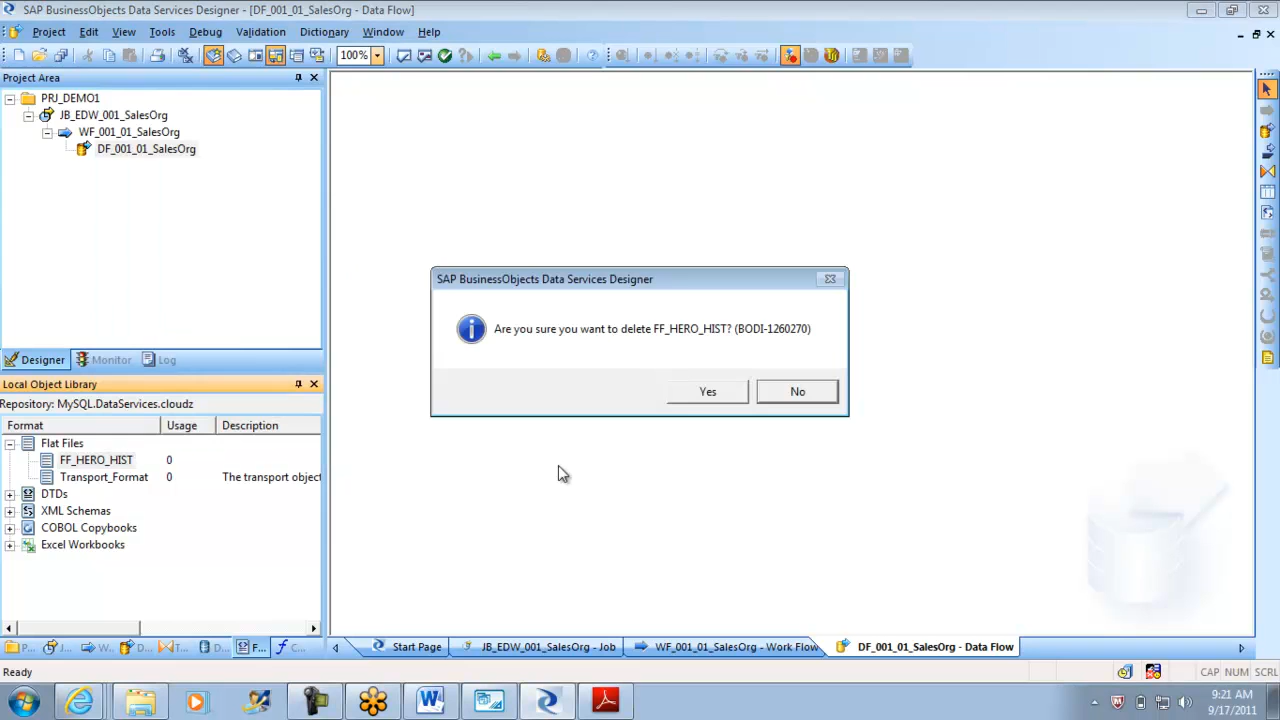 SAP BusinessObjects Data Services Designer - [DF_001_01_SalesOrg - Data Flow]
Project Edit View Tools Debug Validation Dictionary Window Help
100%
Project Area
PRJ_DEMO1
JB_EDW_001_SalesOrg
WF_001_01_SalesOrg
DF_001_01_SalesOrg
SAP BusinessObjects Data Services Designer
Are you sure you want to delete FF_HERO_HIST? (BODI-1260270)
Yes No
Designer Monitor Log
Local Object Library
Repository: MySQL.DataServices.cloudz
Format Usage Description
Flat Files
FF_HERO_HIST 0
Transport_Format 0 The transport object
DTDs
XML Schemas
COBOL Copybooks
Excel Workbooks
P... J... W... D... T... D... F... C...
Start Page JB_EDW_001_SalesOrg - Job WF_001_01_SalesOrg - Work Flow DF_001_01_SalesOrg - Data Flow
Ready CAP NUM SCRL
9:21 AM
9/17/2011